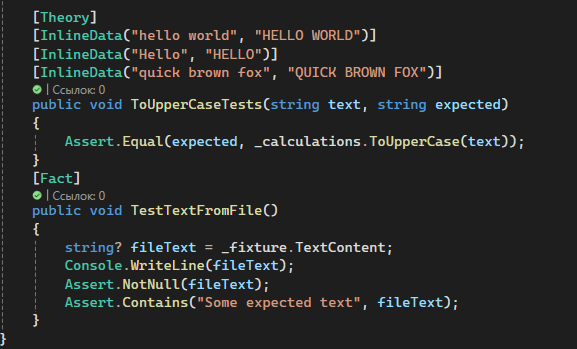 [Theory]
[InlineData("hello world", "HELLO WORLD")]
[InlineData("Hello", "HELLO")]
[InlineData("quick brown fox", "QUICK BROWN FOX")]
| Ссылок: 0
public void ToUpperCaseTests(string text, string expected)
{
Assert.Equal(expected, _calculations.ToUpperCase(text));
}
[Fact]
| Ссылок: 0
public void TestTextFromFile()
{
string? fileText = _fixture.TextContent;
Console.WriteLine(fileText);
Assert.NotNull(fileText);
Assert.Contains("Some expected text", fileText);
}
}